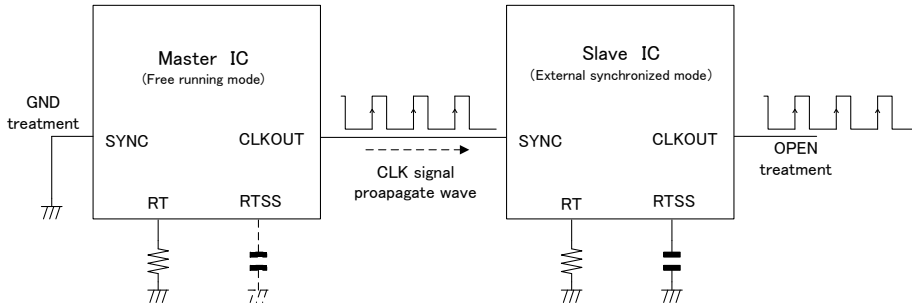 Master IC
(Free running mode)
GND
treatment
SYNC
CLKOUT
RT
RTSS
CLK signal
proapagate wave
Slave IC
(External synchronized mode)
SYNC
CLKOUT
RT
RTSS
OPEN
treatment